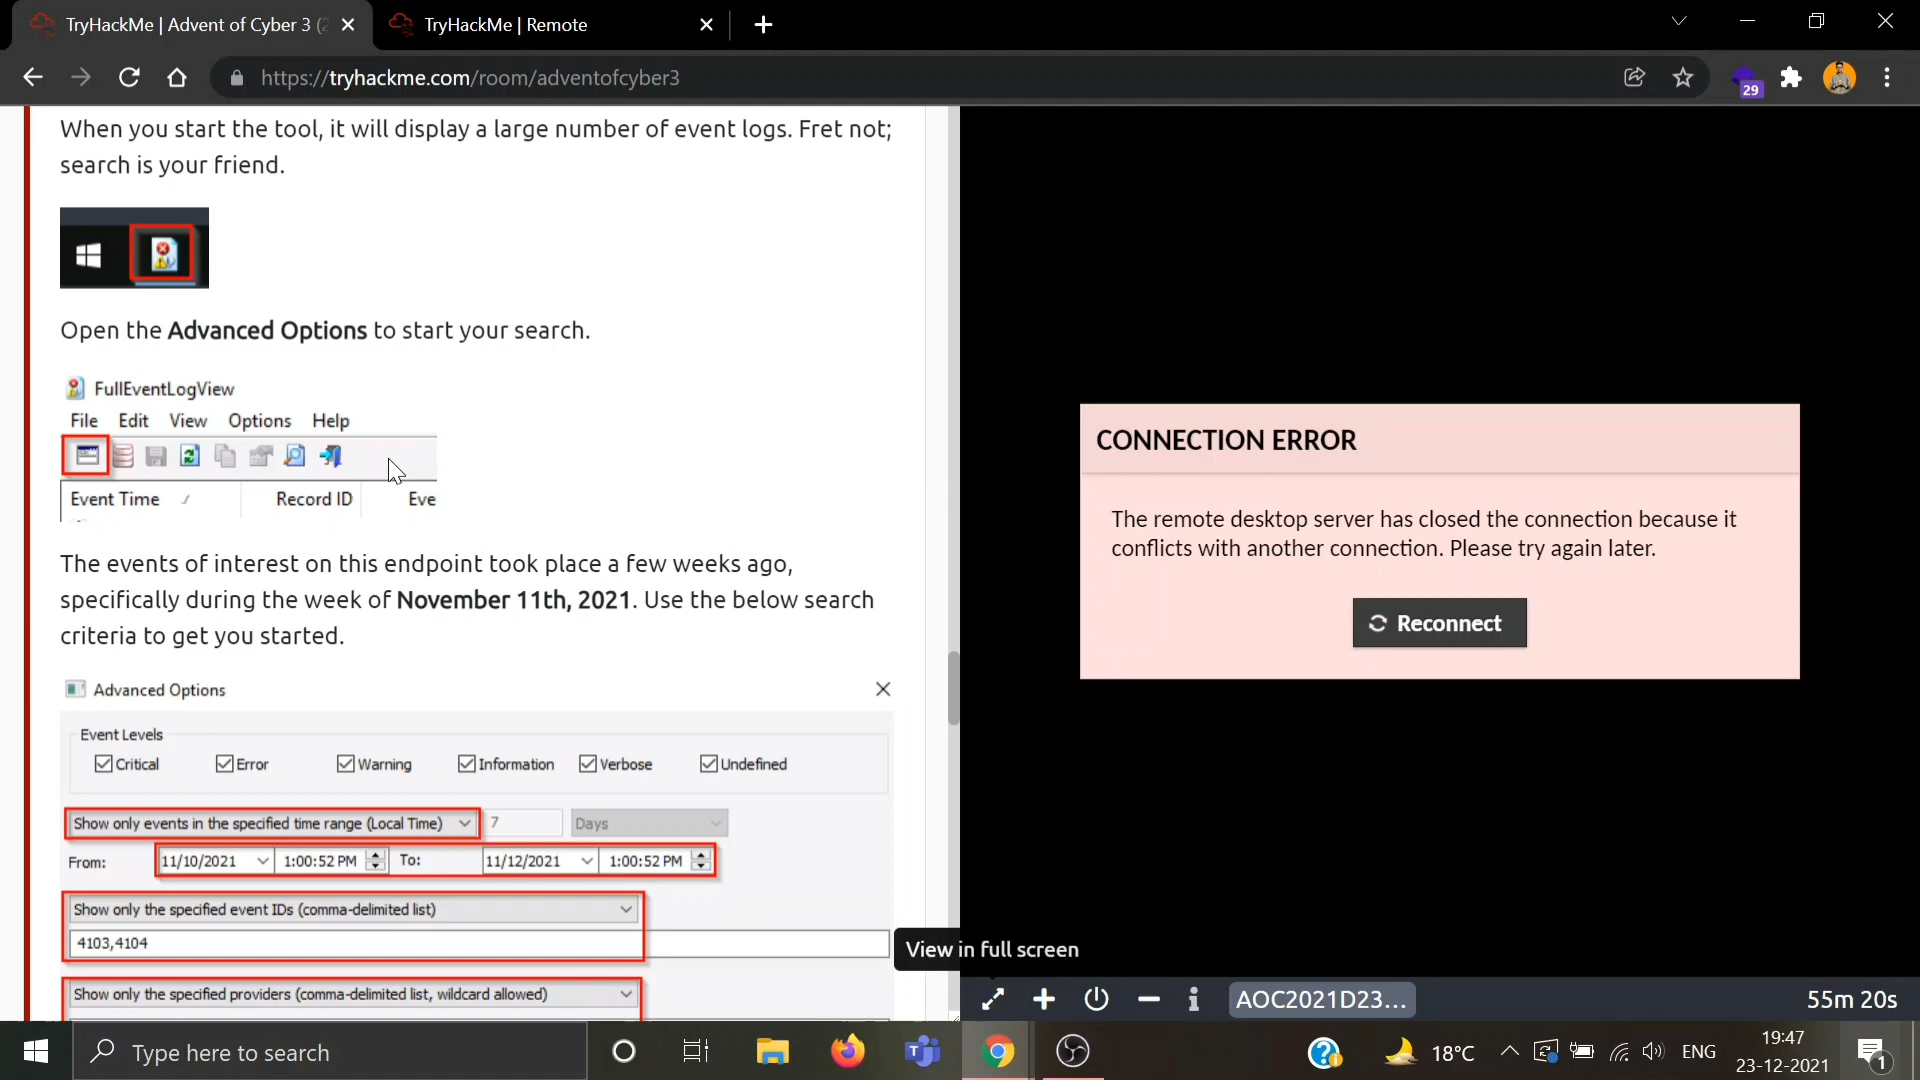 TryHackMe | Advent of Cyber 3 (2
TryHackMe | Remote
https://tryhackme.com/room/adventofcyber3
29
When you start the tool, it will display a large number of event logs. Fret not;
search is your friend.
Open the Advanced Options to start your search.
FullEventLogView
File Edit View Options Help
Event Time Record ID Eve
The events of interest on this endpoint took place a few weeks ago,
specifically during the week of November 11th, 2021. Use the below search
criteria to get you started.
Advanced Options
Event Levels
Critical Error Warning Information Verbose Undefined
Show only events in the specified time range (Local Time) 7 Days
From: 11/10/2021 1:00:52 PM To: 11/12/2021 1:00:52 PM
Show only the specified event IDs (comma-delimited list)
4103,4104
Show only the specified providers (comma-delimited list, wildcard allowed)
CONNECTION ERROR
The remote desktop server has closed the connection because it
conflicts with another connection. Please try again later.
Reconnect
View in full screen
AOC2021D23...
55m 20s
Type here to search
18°C
ENG
19:47
23-12-2021
1